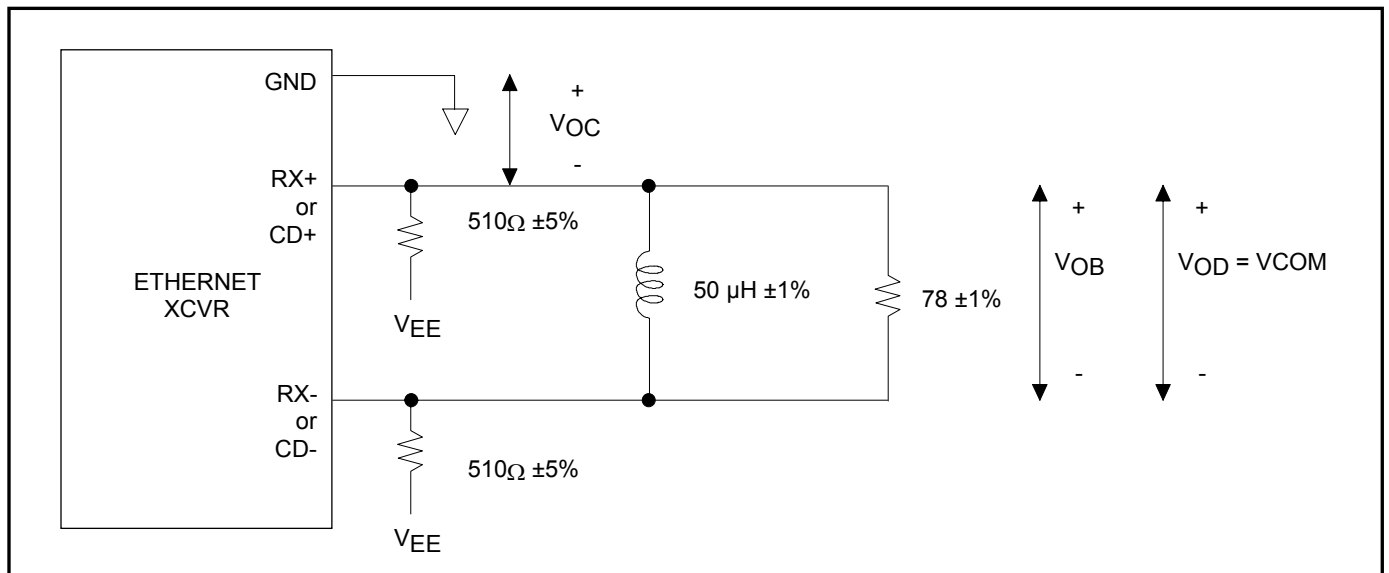 GND
+
VOC
-
RX+
or
CD+
510Ω ±5%
VEE
ETHERNET
XCVR
50 µH ±1%
78 ±1%
+
VOB
-
+
VOD = VCOM
-
RX-
or
CD-
510Ω ±5%
VEE